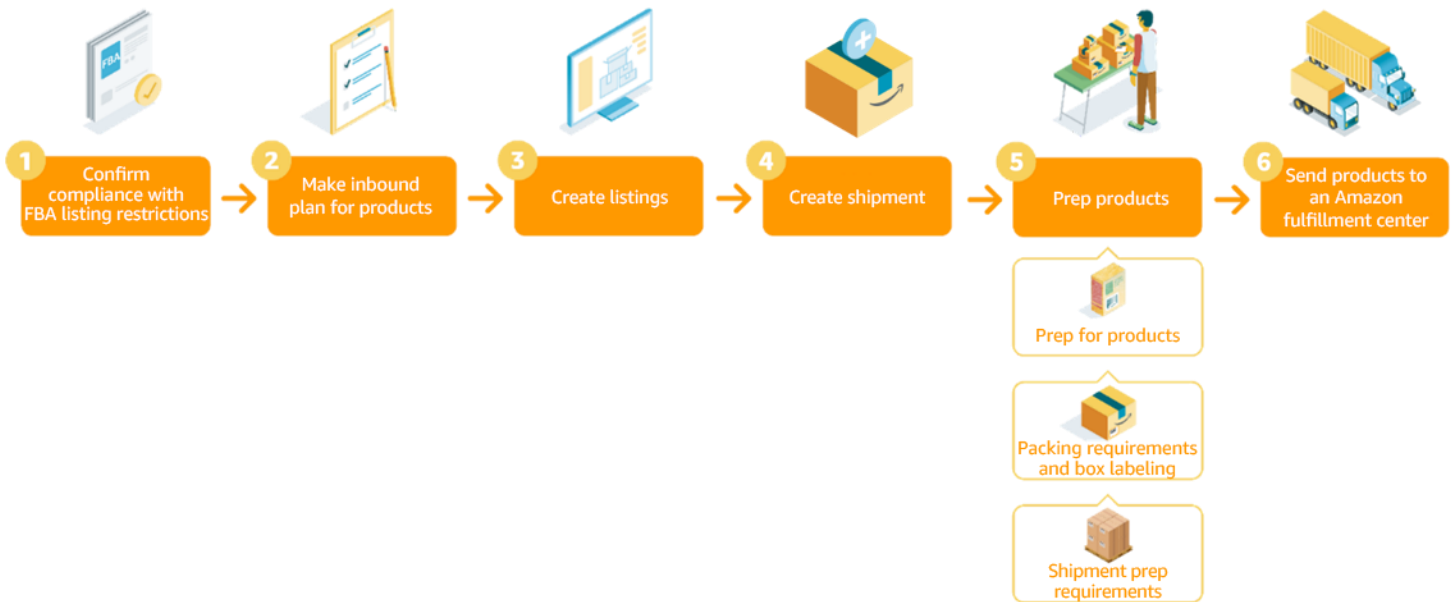 FBA
1
Confirm
compliance with
FBA listing restrictions
2
Make inbound
plan for products
3
Create listings
4
Create shipment
5
Prep products
6
Send products to
an Amazon
fulfillment center
Prep for products
Packing requirements
and box labeling
Shipment prep
requirements